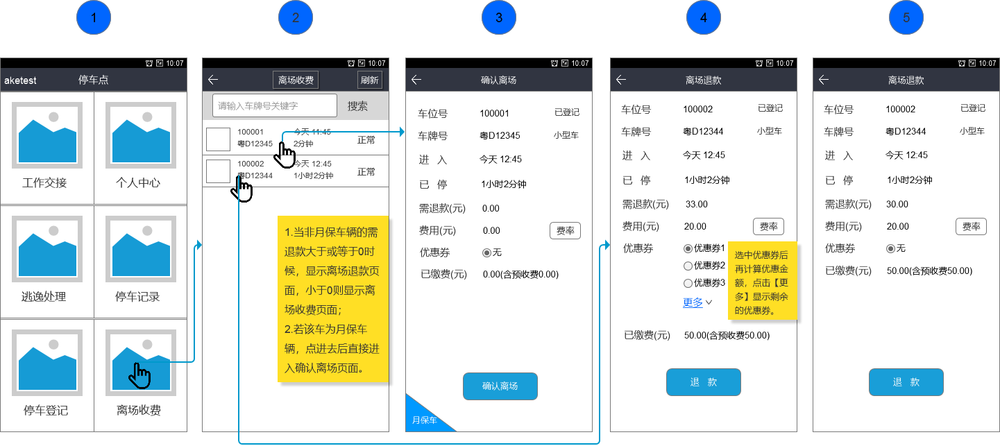 1
2
3
4
5
10:07
aketest 停车点
工作交接 个人中心
逃逸处理 停车记录
停车登记 离场收费
10:07
离场收费 刷新
请输入车牌号关键字 搜索
100001 今天 11:45
粤D12345 2分钟 正常
100002 今天 12:45
粤D12344 1小时2分钟 正常
1.当非月保车辆的需
退款大于或等于0时
候，显示离场退款页
面，小于0则显示离
场收费页面；
2.若该车为月保车
辆，点进去后直接进
入确认离场页面。
10:07
确认离场
车位号 100001 已登记
车牌号 粤D12345 小型车
进 入 今天 12:45
已 停 1小时2分钟
需退款(元) 0.00
费用(元) 0.00 费率
优惠券 无
已缴费(元) 0.00(含预收费0.00)
确认离场
月保车
10:07
离场退款
车位号 100002 已登记
车牌号 粤D12344 小型车
进 入 今天 12:45
已 停 1小时2分钟
需退款(元) 33.00
费用(元) 20.00 费率
优惠券 优惠券1
优惠券2
优惠券3
更多
选中优惠券后
再计算优惠金
额，点击【更
多】显示剩余
的优惠券。
已缴费(元) 50.00(含预收费50.00)
退 款
10:07
离场退款
车位号 100002 已登记
车牌号 粤D12344 小型车
进 入 今天 12:45
已 停 1小时2分钟
需退款(元) 30.00
费用(元) 20.00 费率
优惠券 无
已缴费(元) 50.00(含预收费50.00)
退 款